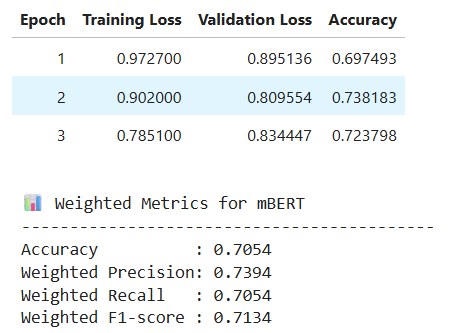 Epoch Training Loss Validation Loss Accuracy
1 0.972700 0.895136 0.697493
2 0.902000 0.809554 0.738183
3 0.785100 0.834447 0.723798
📊 Weighted Metrics for mBERT
------------------------------------------
Accuracy          : 0.7054
Weighted Precision: 0.7394
Weighted Recall   : 0.7054
Weighted F1-score : 0.7134